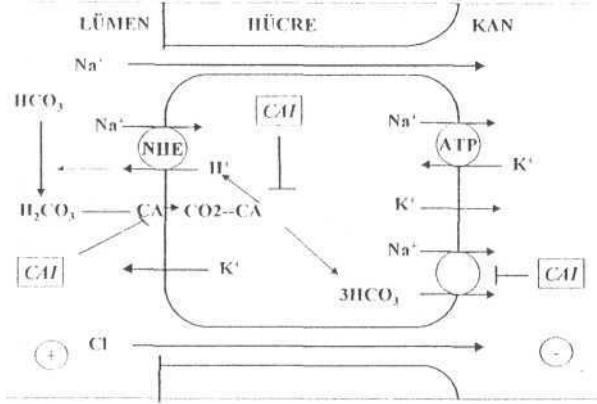 LÜMEN HÜCRE KAN
Na⁺
HCO₃
Na⁺ CAI Na⁺
NHE ATP
H⁺ K⁺
H₂CO₃ CA CO2--CA K⁺
Na⁺
CAI K⁺ CAI
3HCO₃
+ Cl -